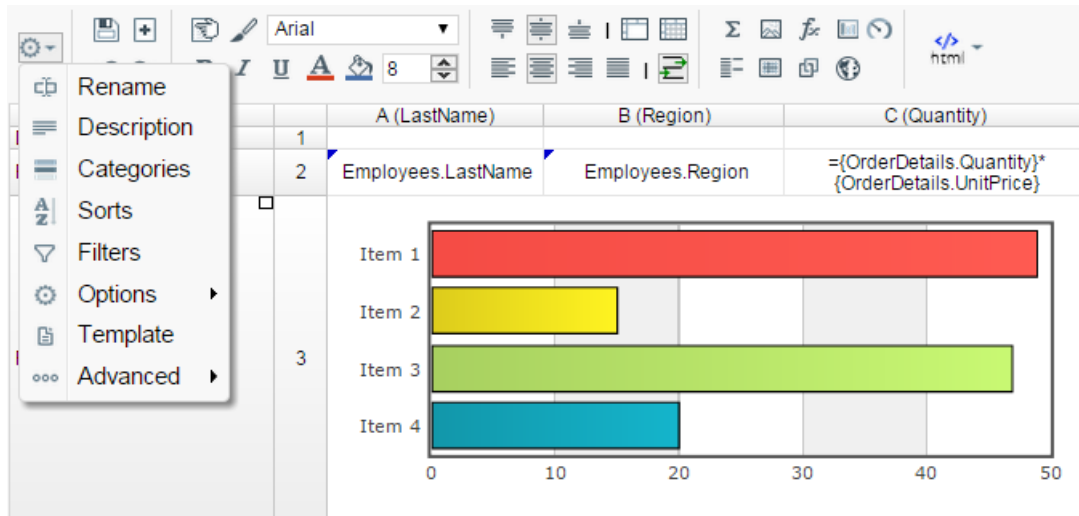 Arial
I U A 8
</>
html
Rename
Description
Categories
Sorts
Filters
Options
Template
Advanced
A (LastName) B (Region) C (Quantity)
1
2 Employees.LastName Employees.Region ={OrderDetails.Quantity}*
{OrderDetails.UnitPrice}
3
Item 1
Item 2
Item 3
Item 4
0 10 20 30 40 50